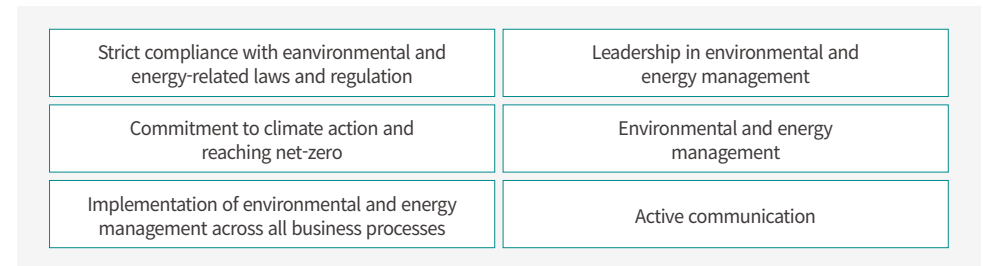 Strict compliance with eanvironmental and
energy-related laws and regulation
Leadership in environmental and
energy management
Commitment to climate action and
reaching net-zero
Environmental and energy
management
Implementation of environmental and energy
management across all business processes
Active communication